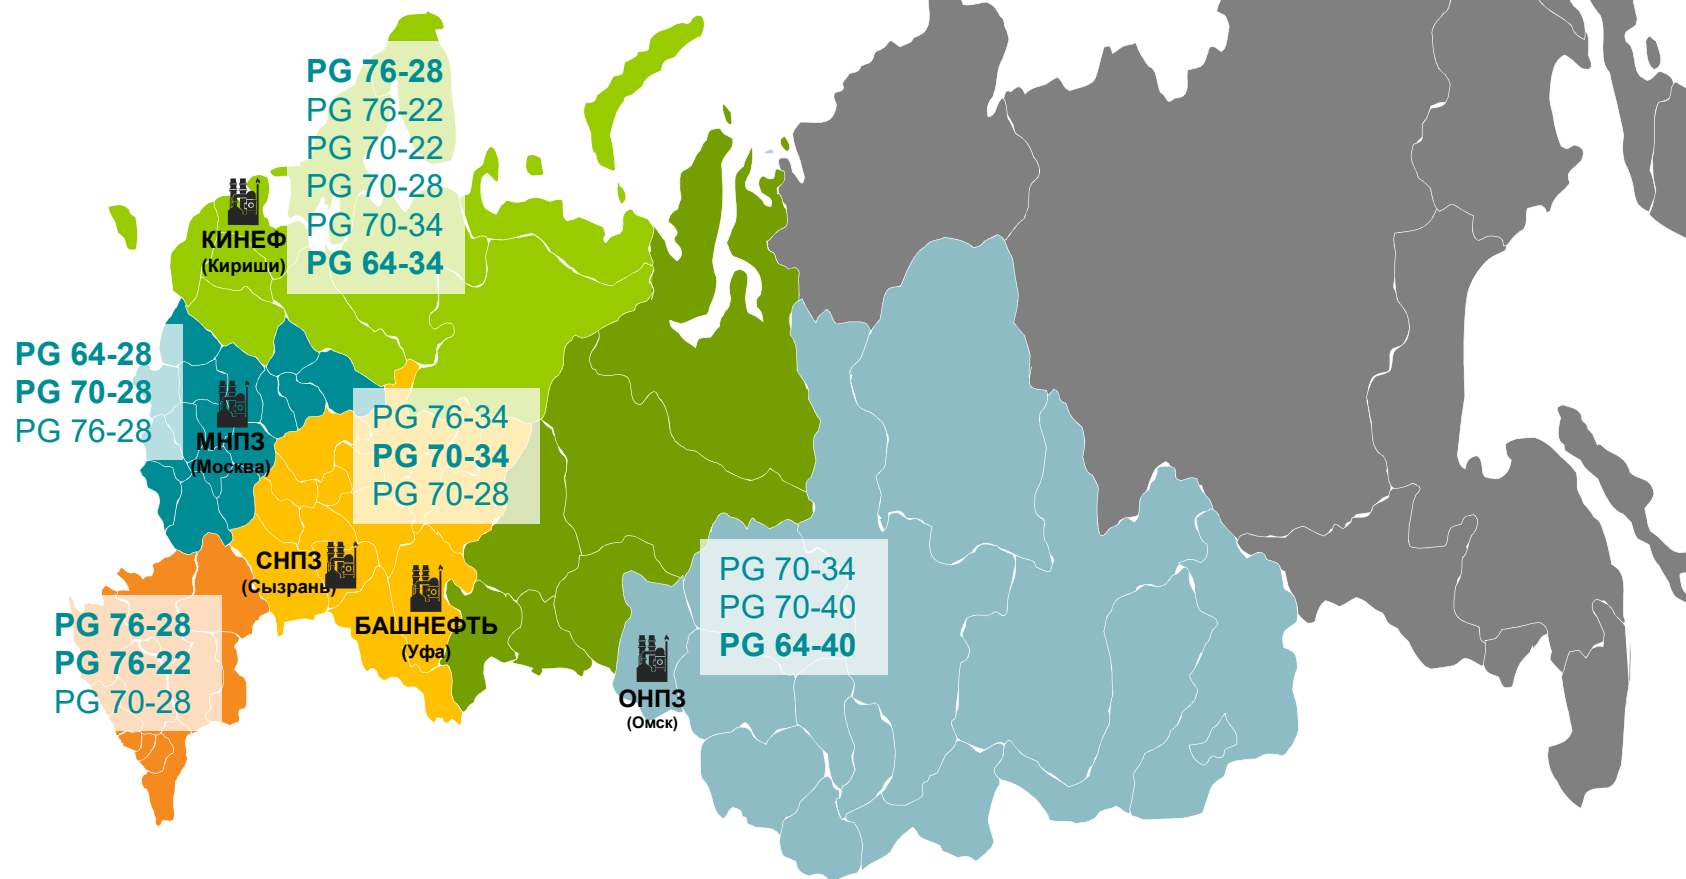 PG 76-28
PG 76-22
PG 70-22
PG 70-28
PG 70-34
PG 64-34
КИНЕФ
(Кириши)
PG 64-28
PG 70-28
PG 76-28
МНПЗ
(Москва)
PG 76-34
PG 70-34
PG 70-28
СНПЗ
(Сызрань)
БАШНЕФТЬ
(Уфа)
PG 70-34
PG 70-40
PG 64-40
ОНПЗ
(Омск)
PG 76-28
PG 76-22
PG 70-28